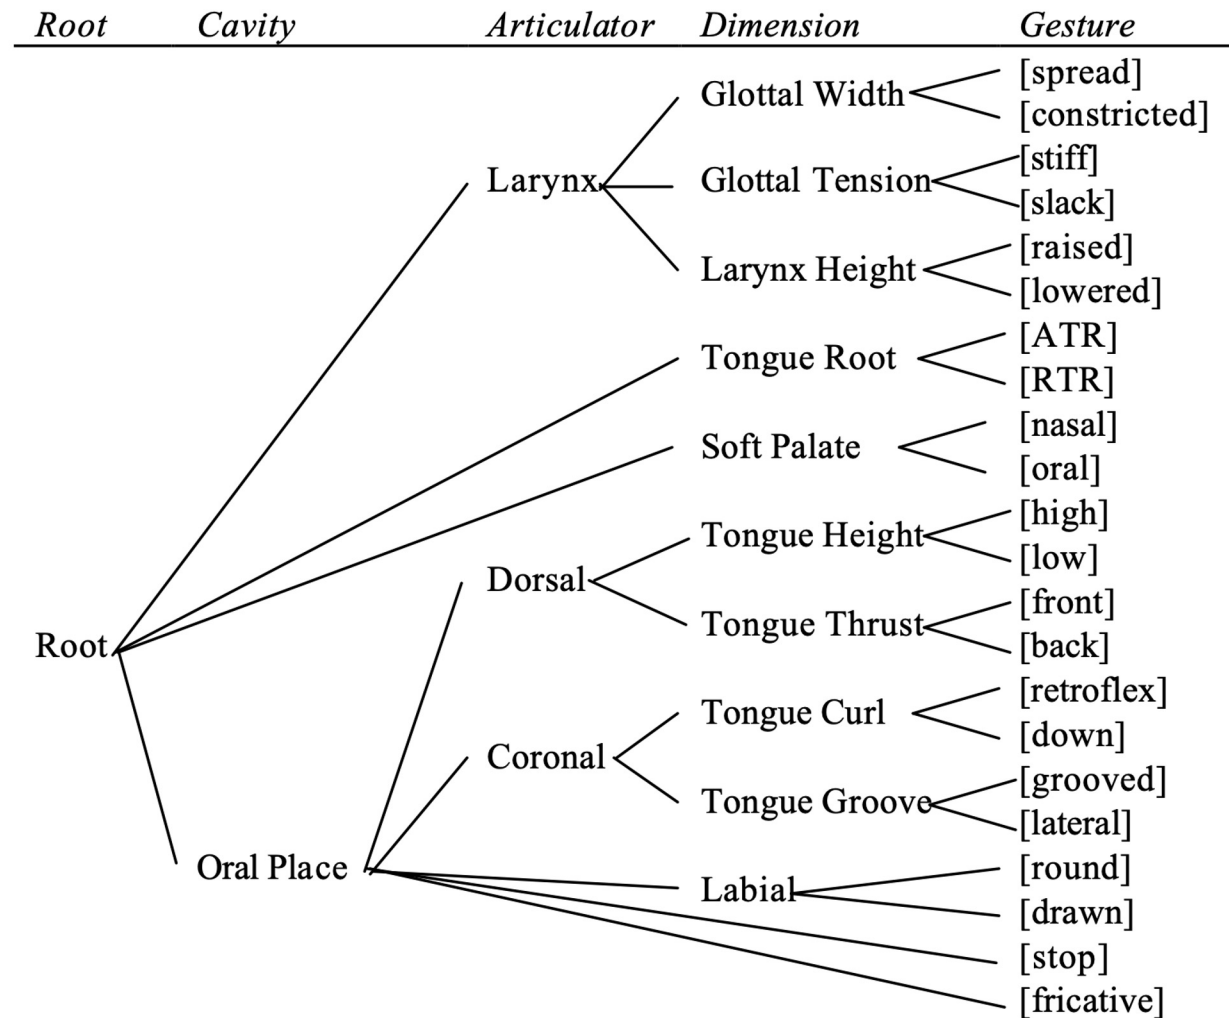 Root Cavity Articulator Dimension Gesture
[spread]
Glottal Width
[constricted]
[stiff]
Larynx Glottal Tension
[slack]
[raised]
Larynx Height
[lowered]
[ATR]
Tongue Root
[RTR]
[nasal]
Soft Palate
[oral]
[high]
Tongue Height
[low]
Dorsal
[front]
Tongue Thrust
Root [back]
[retroflex]
Tongue Curl
[down]
Coronal
[grooved]
Tongue Groove
[lateral]
Oral Place [round]
Labial
[drawn]
[stop]
[fricative]